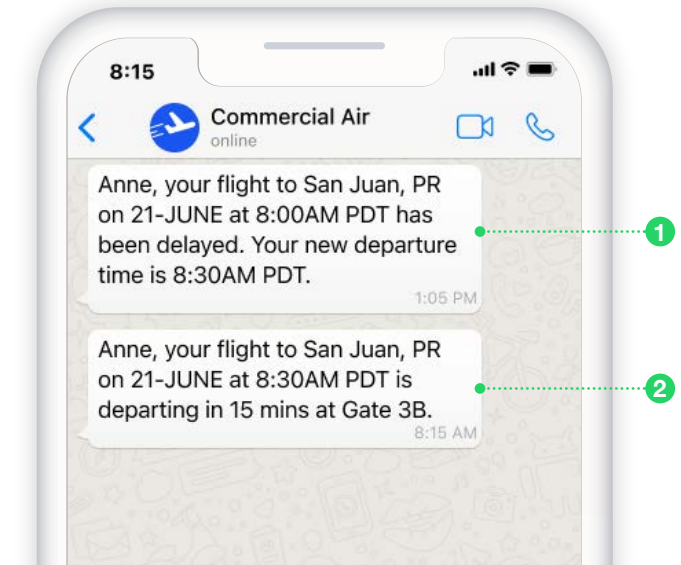 8:15
Commercial Air
online
Anne, your flight to San Juan, PR
on 21-JUNE at 8:00AM PDT has
been delayed. Your new departure
time is 8:30AM PDT.
1:05 PM
1
Anne, your flight to San Juan, PR
on 21-JUNE at 8:30AM PDT is
departing in 15 mins at Gate 3B.
8:15 AM
2